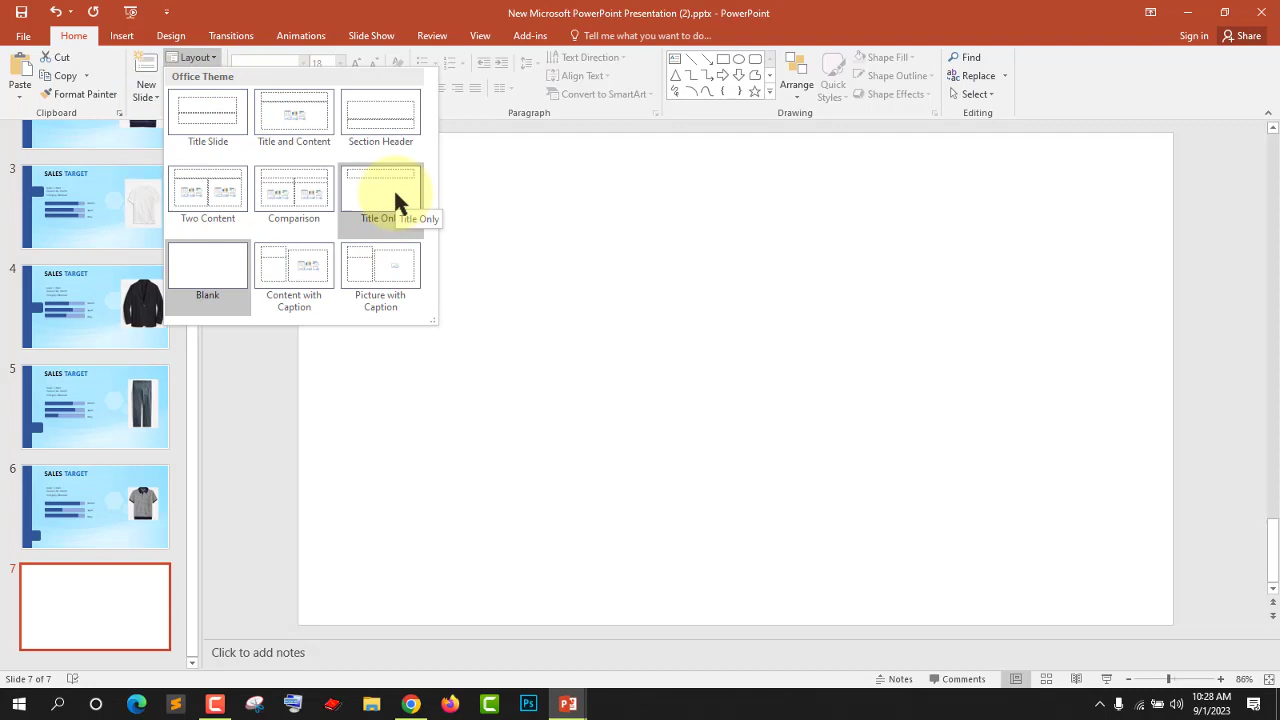 New Microsoft PowerPoint Presentation (2).pptx - PowerPoint
File Home Insert Design Transitions Animations Slide Show Review View Add-ins Tell me what you want to do... Sign in Share
Cut
Copy
Format Painter
Paste
Clipboard
New
Slide
Layout
18
Text Direction
Align Text
Convert to SmartArt
Paragraph
Arrange
Quick
Styles
Shape Fill
Shape Outline
Shape Effects
Drawing
Find
Replace
Select
Editing
Office Theme
Title Slide
Title and Content
Section Header
Two Content
Comparison
Title Only
Blank
Content with
Caption
Picture with
Caption
3
SALES TARGET
4
SALES TARGET
5
SALES TARGET
6
SALES TARGET
7
Click to add notes
Slide 7 of 7
Notes
Comments
86%
Ps
10:28 AM
9/1/2023